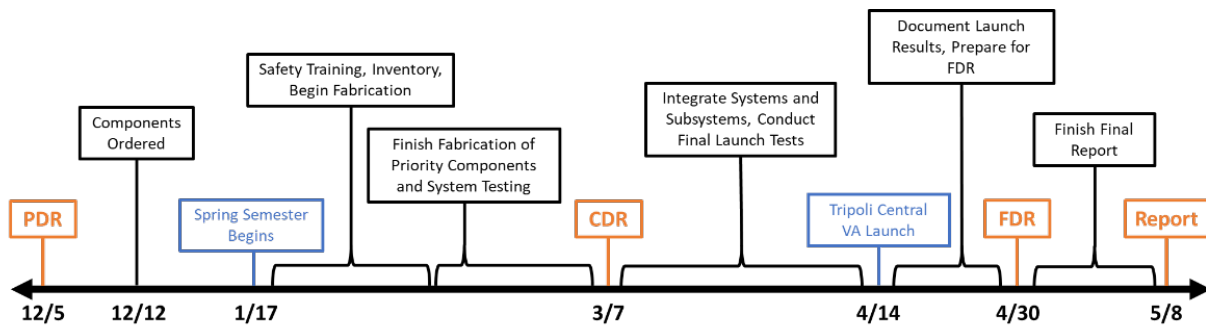 Document Launch
Results, Prepare for
FDR
Safety Training, Inventory,
Begin Fabrication
Integrate Systems and
Subsystems, Conduct
Final Launch Tests
Components
Ordered
Finish Fabrication of
Priority Components
and System Testing
Finish Final
Report
PDR
Spring Semester
Begins
CDR
Tripoli Central
VA Launch
FDR
Report
12/5
12/12
1/17
3/7
4/14
4/30
5/8